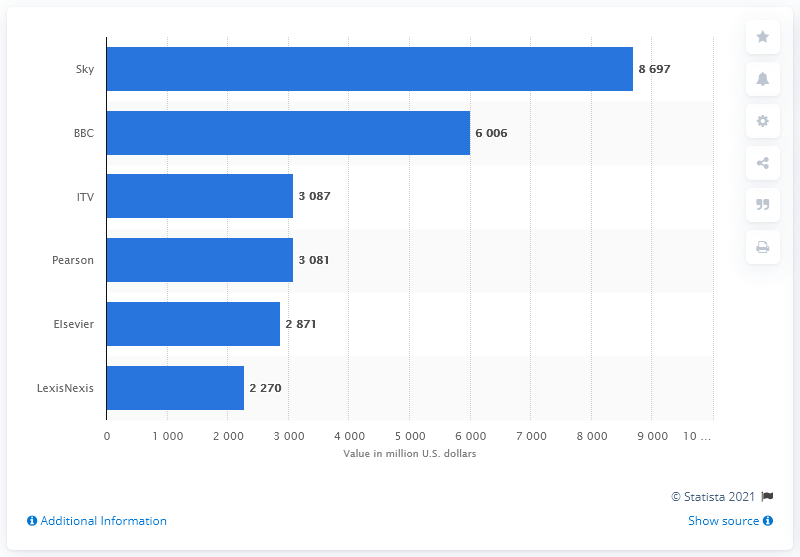 Sky 8 697
BBC 6 006
ITV 3 087
Pearson 3 081
Elsevier 2 871
LexisNexis 2 270
0 1 000 2 000 3 000 4 000 5 000 6 000 7 000 8 000 9 000 10 ...
Value in million U.S. dollars
© Statista 2021
Additional Information Show source